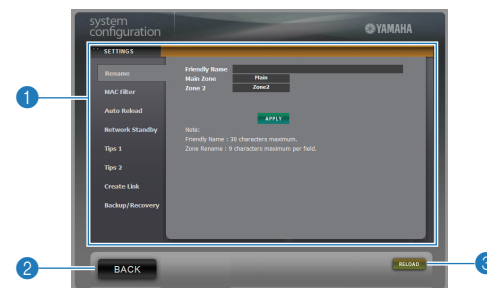 system
configuration
YAMAHA
SETTINGS
Rename
MAC Filter
Auto Reload
Network Standby
Tips 1
Tips 2
Create Link
Backup/Recovery
Friendly Name
Main Zone Main
Zone 2 Zone2
APPLY
Note:
Friendly Name : 30 characters maximum.
Zone Rename : 9 characters maximum per field.
1
2
BACK
RELOAD
3